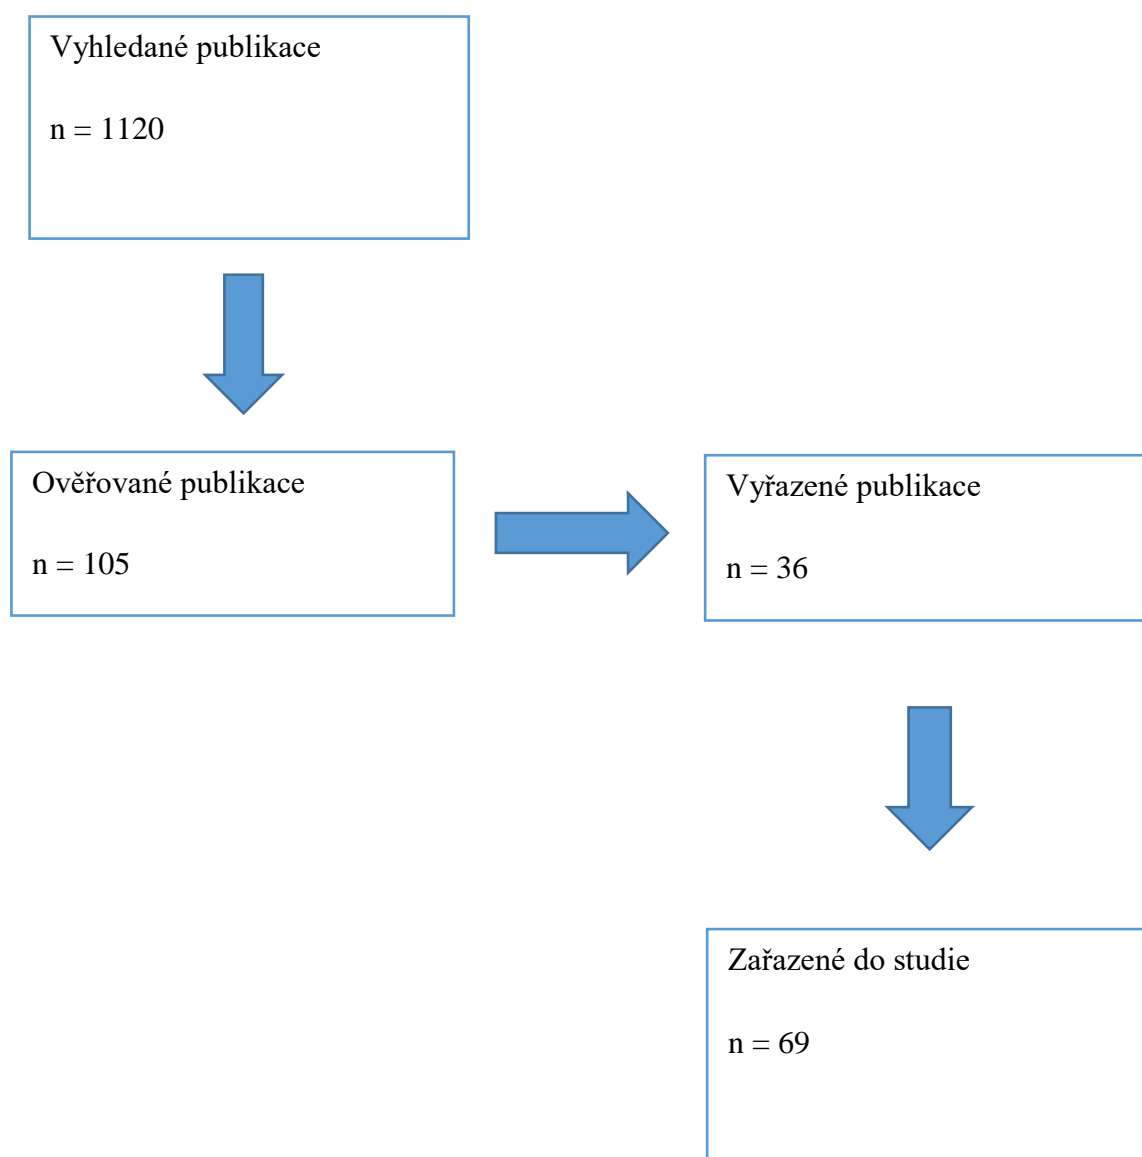 Vyhledané publikace
n = 1120
Ověřované publikace
n = 105
Vyřazené publikace
n = 36
Zařazené do studie
n = 69